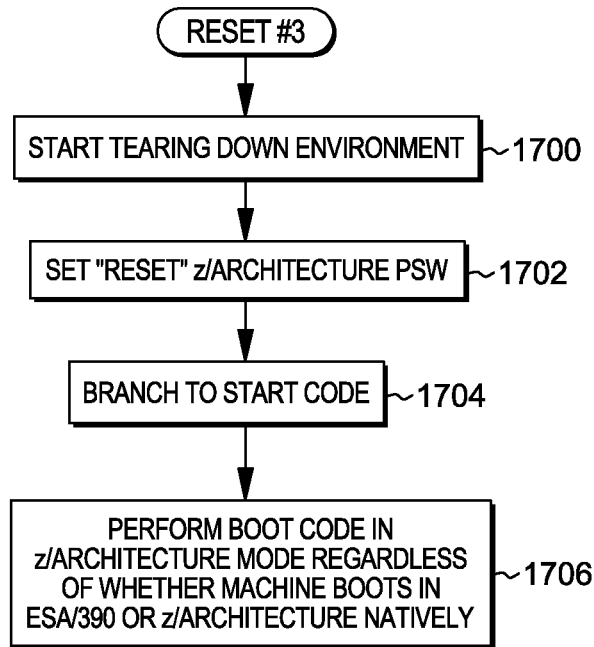 RESET #3
START TEARING DOWN ENVIRONMENT
1700
SET "RESET" z/ARCHITECTURE PSW
1702
BRANCH TO START CODE
1704
PERFORM BOOT CODE IN
z/ARCHITECTURE MODE REGARDLESS
OF WHETHER MACHINE BOOTS IN
ESA/390 OR z/ARCHITECTURE NATIVELY
1706